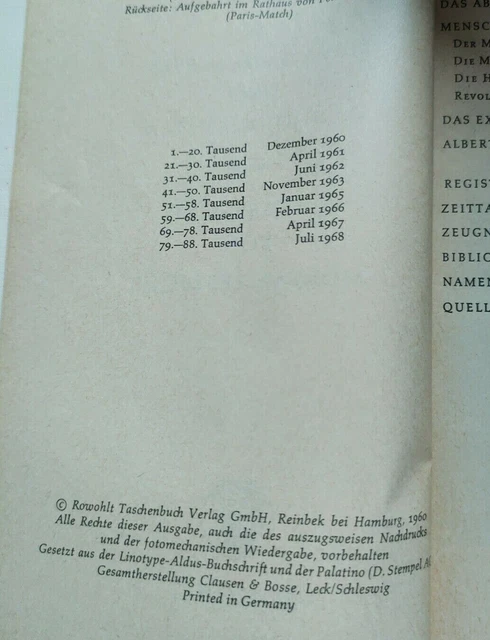 Rückseite: Aufgebahrt im Rathaus von
(Paris-Match)
1.–20. Tausend Dezember 1960
21.–30. Tausend April 1961
31.–40. Tausend Juni 1962
41.–50. Tausend November 1963
51.–58. Tausend Januar 1965
59.–68. Tausend Februar 1966
69.–78. Tausend April 1967
79.–88. Tausend Juli 1968
© Rowohlt Taschenbuch Verlag GmbH, Reinbek bei Hamburg, 1960
Alle Rechte dieser Ausgabe, auch die des auszugsweisen Nachdrucks
und der fotomechanischen Wiedergabe, vorbehalten
Gesetzt aus der Linotype-Aldus-Buchschrift und der Palatino (D. Stempel A
Gesamtherstellung Clausen & Bosse, Leck/Schleswig
Printed in Germany
DAS AB
MENSC
DER M
DIE M
DIE H
REVOL
DAS EX
ALBERT
REGIST
ZEITTA
ZEUGN
BIBLIO
NAMEN
QUELL